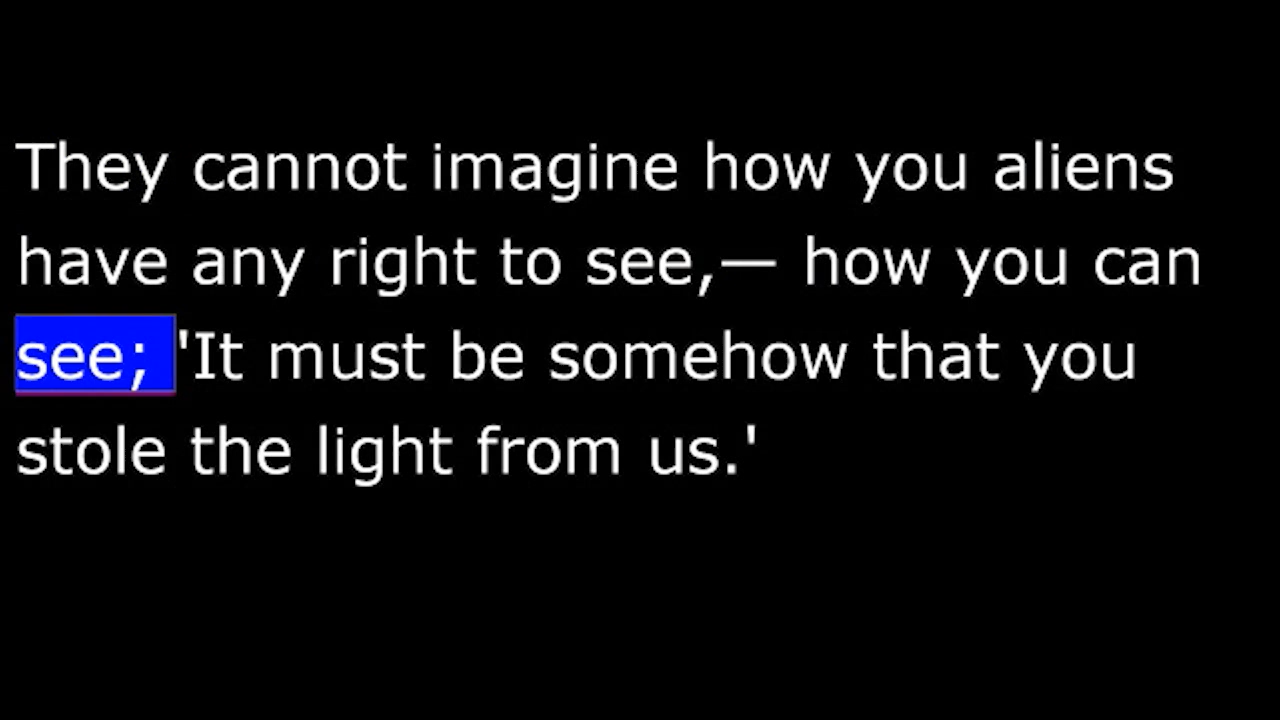 They cannot imagine how you aliens
have any right to see,— how you can
see; 'It must be somehow that you
stole the light from us.'